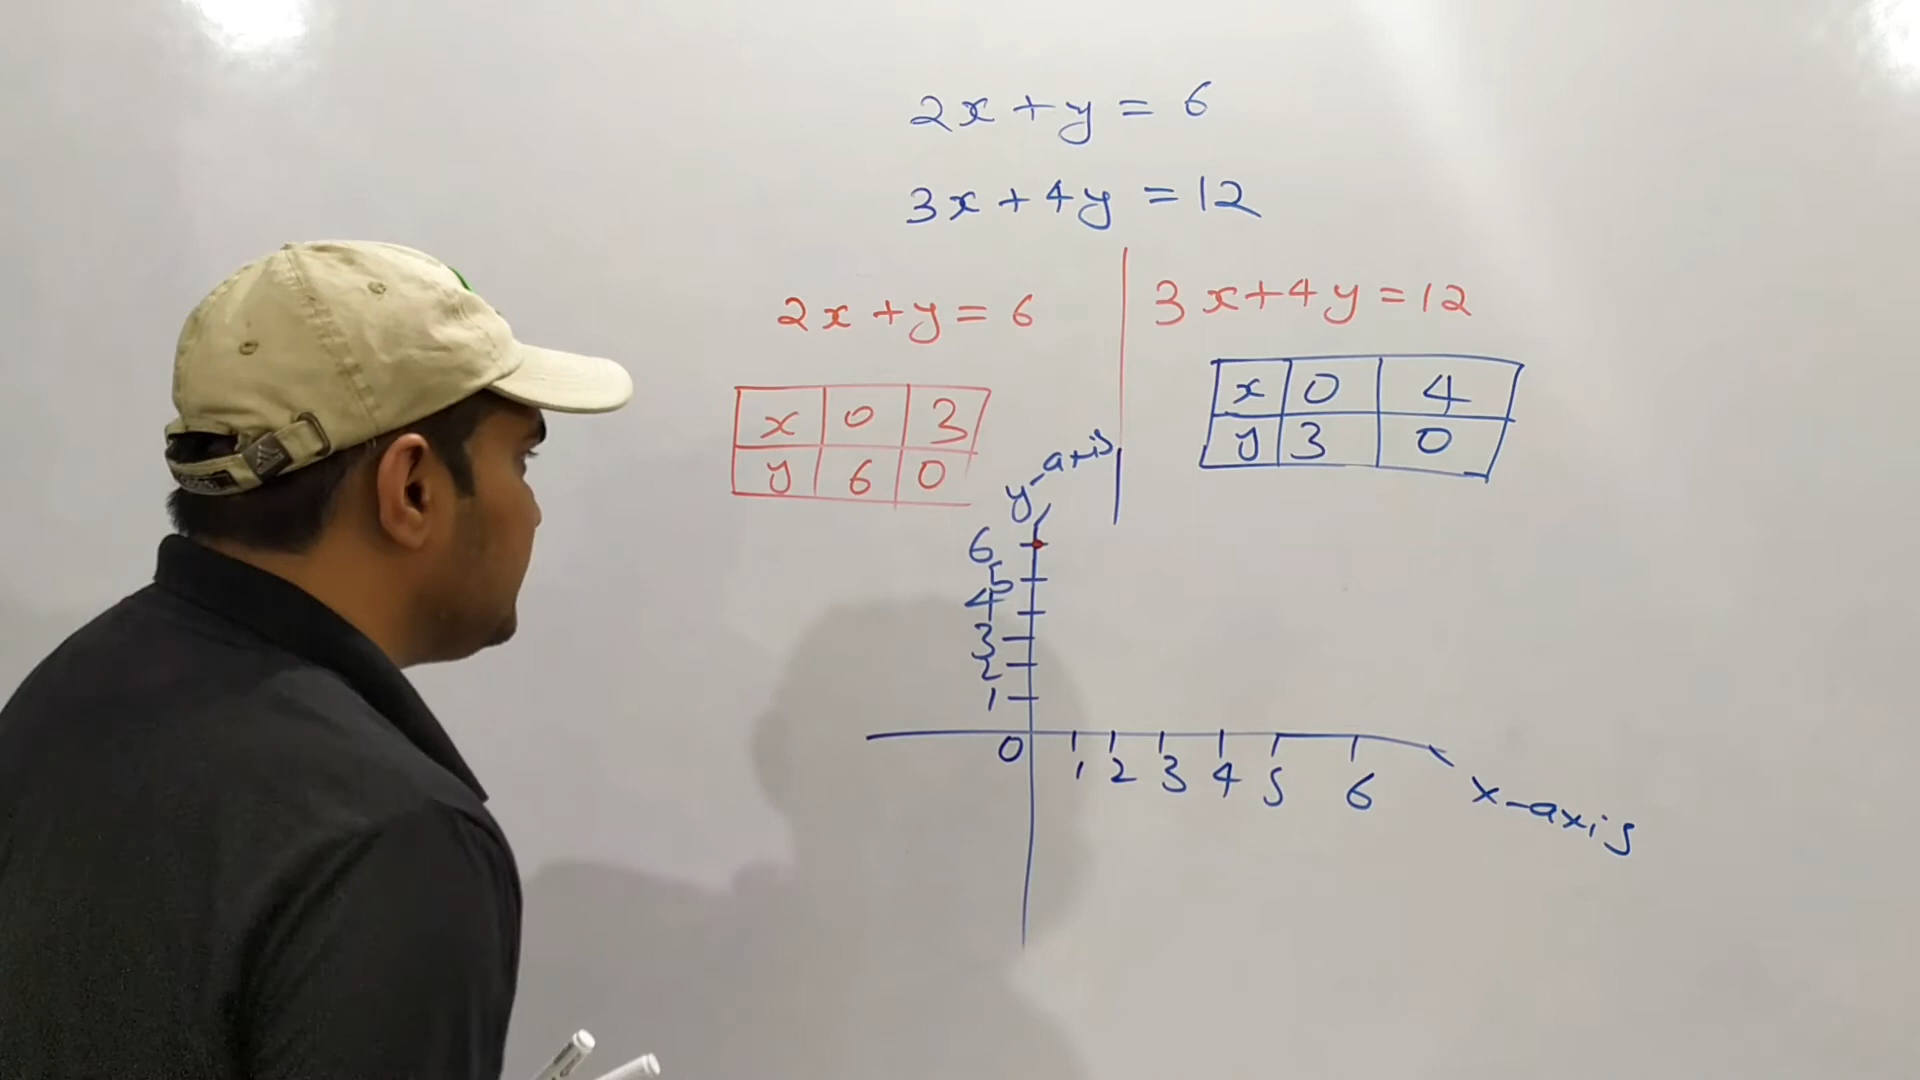 2x + y = 6
3x + 4y = 12
2x + y = 6
3x + 4y = 12
x 0 3
y 6 0
x 0 4
y 3 0
y-axis
6
5
4
3
2
1
0
1 2 3 4 5 6
x-axis